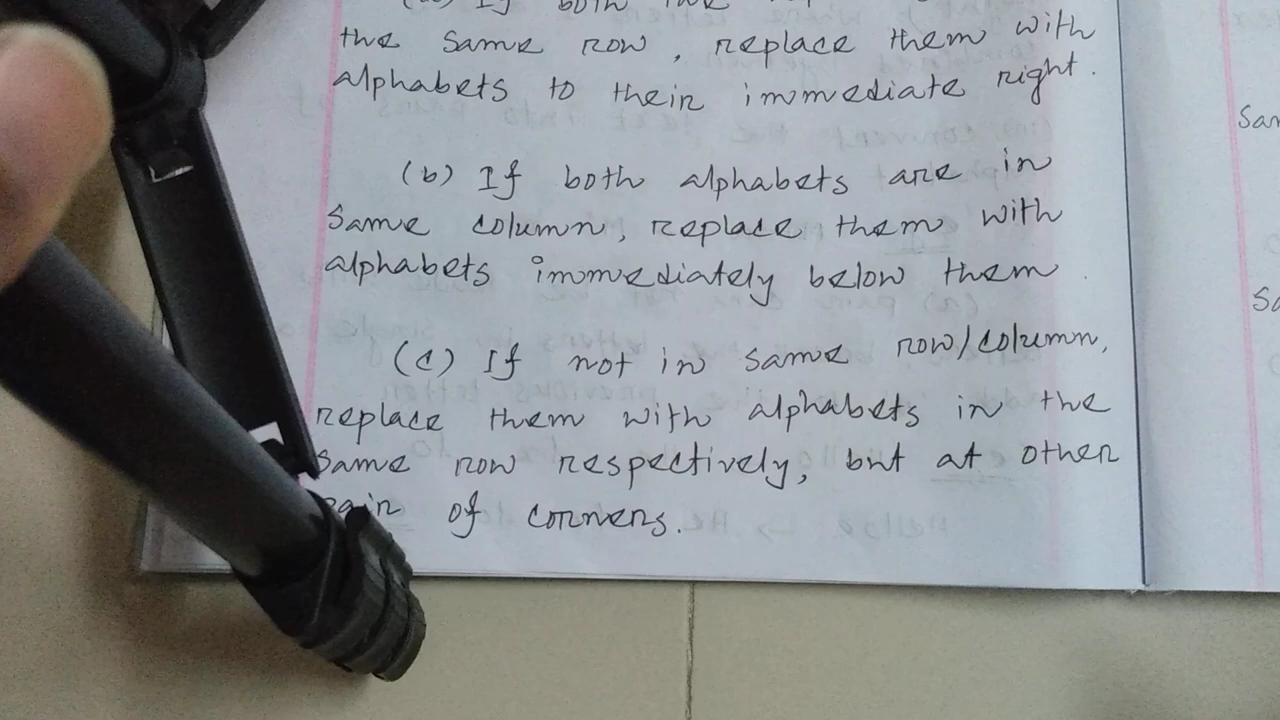 If both
the same row, replace them with
alphabets to their immediate right.
(b) If both alphabets are in
same column, replace them with
alphabets immediately below them.
(c) If not in same row/column,
replace them with alphabets in the
same row respectively, but at other
pair of corners.